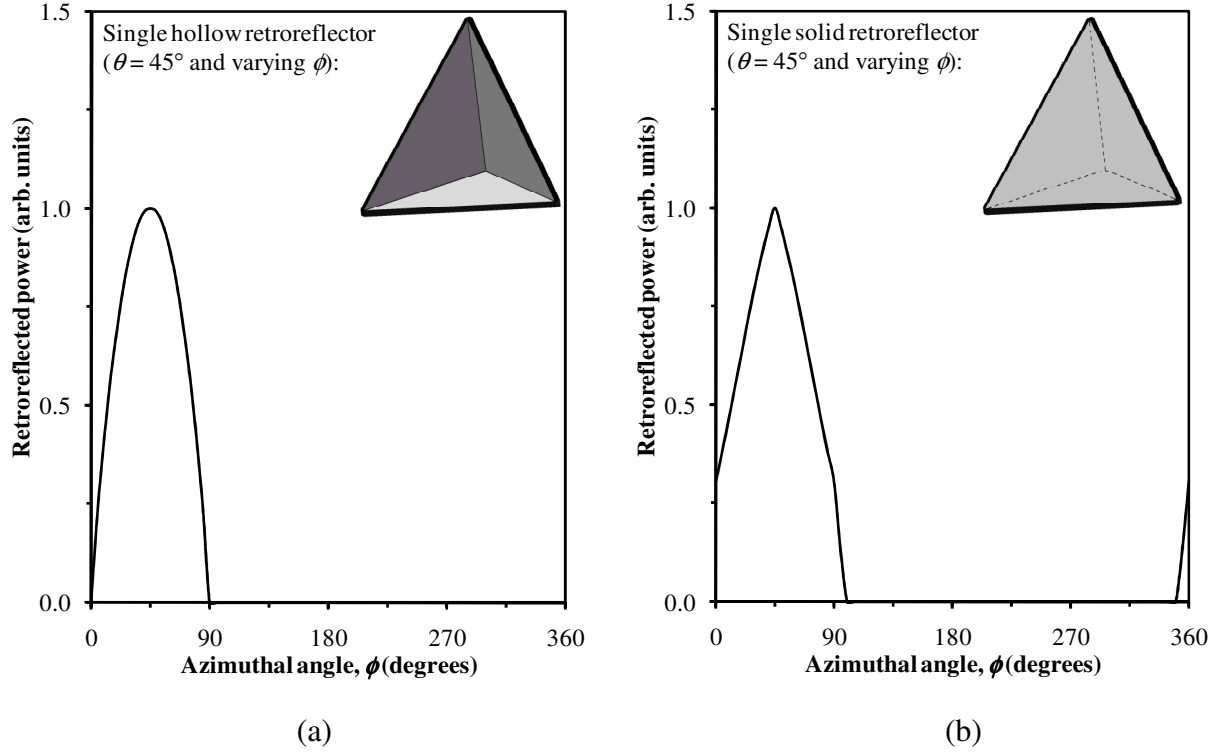 Single hollow retroreflector
(θ = 45° and varying ϕ):
Retroreflected power (arb. units)
1.5
1.0
0.5
0.0
0 90 180 270 360
Azimuthal angle, ϕ (degrees)
(a)
Single solid retroreflector
(θ = 45° and varying ϕ):
Retroreflected power (arb. units)
1.5
1.0
0.5
0.0
0 90 180 270 360
Azimuthal angle, ϕ (degrees)
(b)